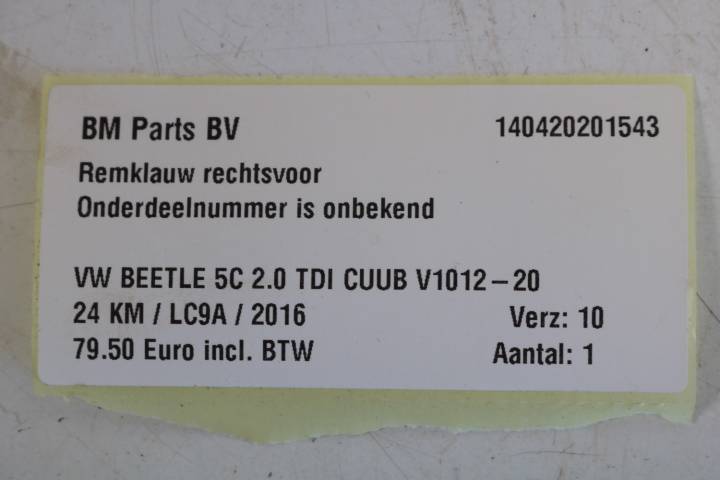 BM Parts BV 140420201543
Remklauw rechtsvoor
Onderdeelnummer is onbekend
VW BEETLE 5C 2.0 TDI CUUB V1012-20
24 KM / LC9A / 2016 Verz: 10
79.50 Euro incl. BTW Aantal: 1